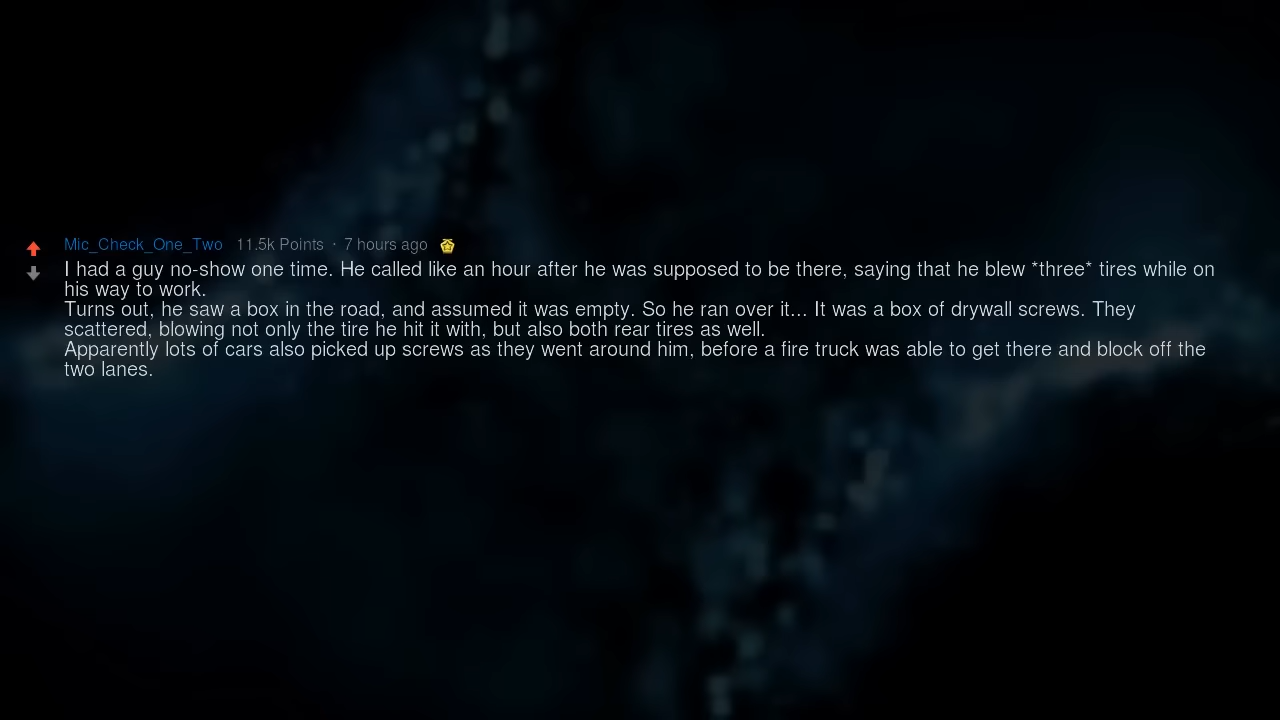 Mic_Check_One_Two 11.5k Points · 7 hours ago
I had a guy no-show one time. He called like an hour after he was supposed to be there, saying that he blew *three* tires while on
his way to work.
Turns out, he saw a box in the road, and assumed it was empty. So he ran over it... It was a box of drywall screws. They
scattered, blowing not only the tire he hit it with, but also both rear tires as well.
Apparently lots of cars also picked up screws as they went around him, before a fire truck was able to get there and block off the
two lanes.